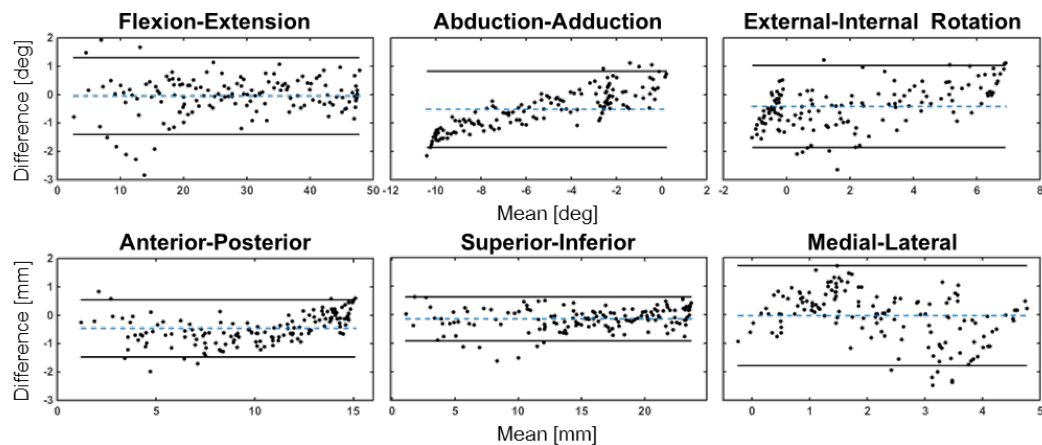 Flexion-Extension Abduction-Adduction External-Internal Rotation
Difference [deg]
2
1
0
-1
-2
-3
0 10 20 30 40 50
-12 -10 -8 -6 -4 -2 0 2
-2 0 2 4 6 8
Mean [deg]
Anterior-Posterior Superior-Inferior Medial-Lateral
Difference [mm]
2
1
0
-1
-2
-3
0 5 10 15
0 5 10 15 20
0 1 2 3 4 5
Mean [mm]